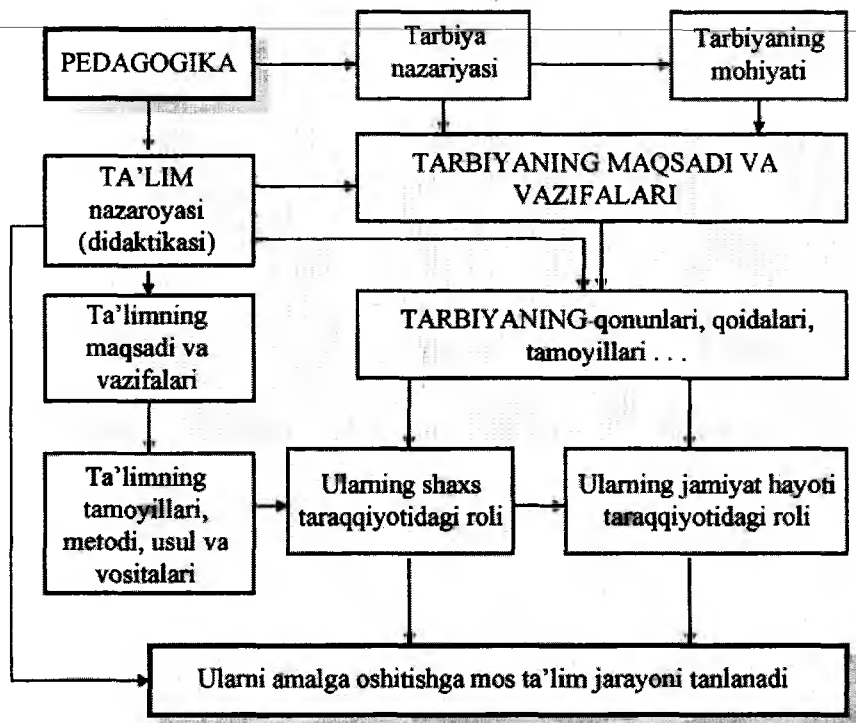 PEDAGOGIKA
Tarbiya
nazariyasi
Tarbiyaning
mohiyati
TA’LIM
nazaroyasi
(didaktikasi)
TARBIYANING MAQSADI VA
VAZIFALARI
Ta’limning
maqsadi va
vazifalari
TARBIYANING qonunlari, qoidalari,
tamoyillari . . .
Ta’limning
tamoyillari,
metodi, usul va
vositalari
Ularning shaxs
taraqqiyotidagi roli
Ularning jamiyat hayoti
taraqqiyotidagi roli
Ularni amalga oshitishga mos ta’lim jarayoni tanlanadi